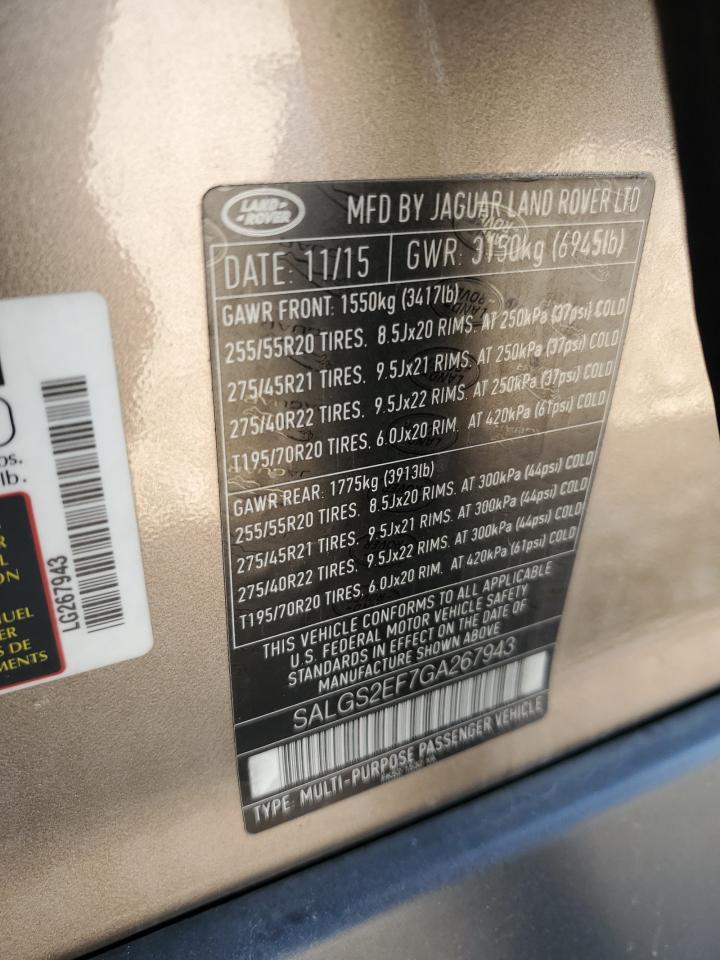 LAND ROVER
MFD BY JAGUAR LAND ROVER LTD
DATE: 11/15
GWR: 3150kg (6945lb)
GAWR FRONT: 1550kg (3417lb)
255/55R20 TIRES. 8.5Jx20 RIMS. AT 250kPa (37psi) COLD
275/45R21 TIRES. 9.5Jx21 RIMS. AT 250kPa (37psi) COLD
275/40R22 TIRES. 9.5Jx22 RIMS. AT 250kPa (37psi) COLD
T195/70R20 TIRES. 6.0Jx20 RIM. AT 420kPa (61psi) COLD
GAWR REAR: 1775kg (3913lb)
255/55R20 TIRES. 8.5Jx20 RIMS. AT 300kPa (44psi) COLD
275/45R21 TIRES. 9.5Jx21 RIMS. AT 300kPa (44psi) COLD
275/40R22 TIRES. 9.5Jx22 RIMS. AT 300kPa (44psi) COLD
T195/70R20 TIRES. 6.0Jx20 RIM. AT 420kPa (61psi) COLD
THIS VEHICLE CONFORMS TO ALL APPLICABLE
U.S. FEDERAL MOTOR VEHICLE SAFETY
STANDARDS IN EFFECT ON THE DATE OF
MANUFACTURE SHOWN ABOVE
SALGS2EF7GA267943
TYPE: MULTI-PURPOSE PASSENGER VEHICLE
lb.
LG267943